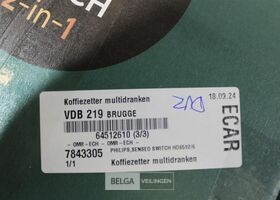 CH
2-in-1
Koffiezetter multidranken
18.09.24
VDB 219 BRUGGE
64512610 (3/3)
- OMR - ECH - - OMR - ECH -
7843305
PHILIPS, SENSEO SWITCH HD6592/6
1/1
Koffiezetter multidranken
ECAR
BELGA VEILINGEN